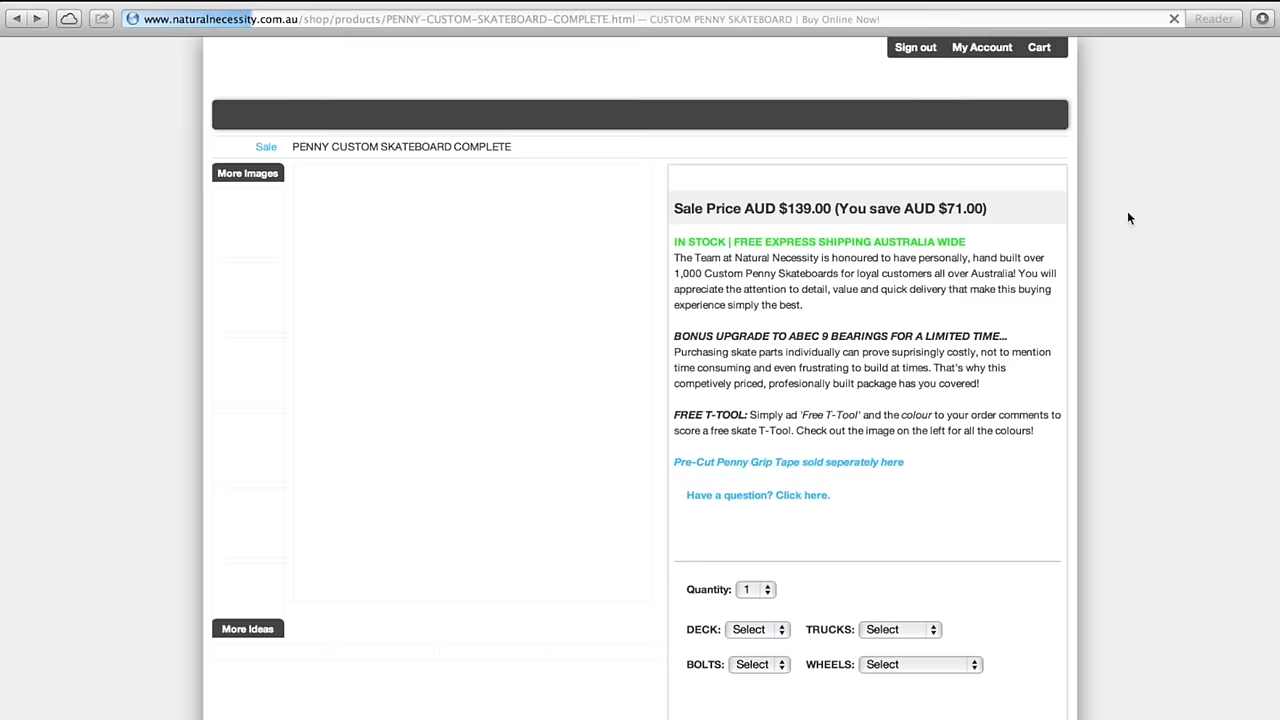 www.naturalnecessity.com.au/shop/products/PENNY-CUSTOM-SKATEBOARD-COMPLETE.html — CUSTOM PENNY SKATEBOARD | Buy Online Now!
Reader
Sign out My Account Cart
Sale PENNY CUSTOM SKATEBOARD COMPLETE
More Images
Sale Price AUD $139.00 (You save AUD $71.00)
IN STOCK | FREE EXPRESS SHIPPING AUSTRALIA WIDE
The Team at Natural Necessity is honoured to have personally, hand built over
1,000 Custom Penny Skateboards for loyal customers all over Australia! You will
appreciate the attention to detail, value and quick delivery that make this buying
experience simply the best.
BONUS UPGRADE TO ABEC 9 BEARINGS FOR A LIMITED TIME...
Purchasing skate parts individually can prove suprisingly costly, not to mention
time consuming and even frustrating to build at times. That's why this
competively priced, profesionally built package has you covered!
FREE T-TOOL: Simply ad 'Free T-Tool' and the colour to your order comments to
score a free skate T-Tool. Check out the image on the left for all the colours!
Pre-Cut Penny Grip Tape sold seperately here
Have a question? Click here.
Quantity: 1
More Ideas
DECK: Select TRUCKS: Select
BOLTS: Select WHEELS: Select